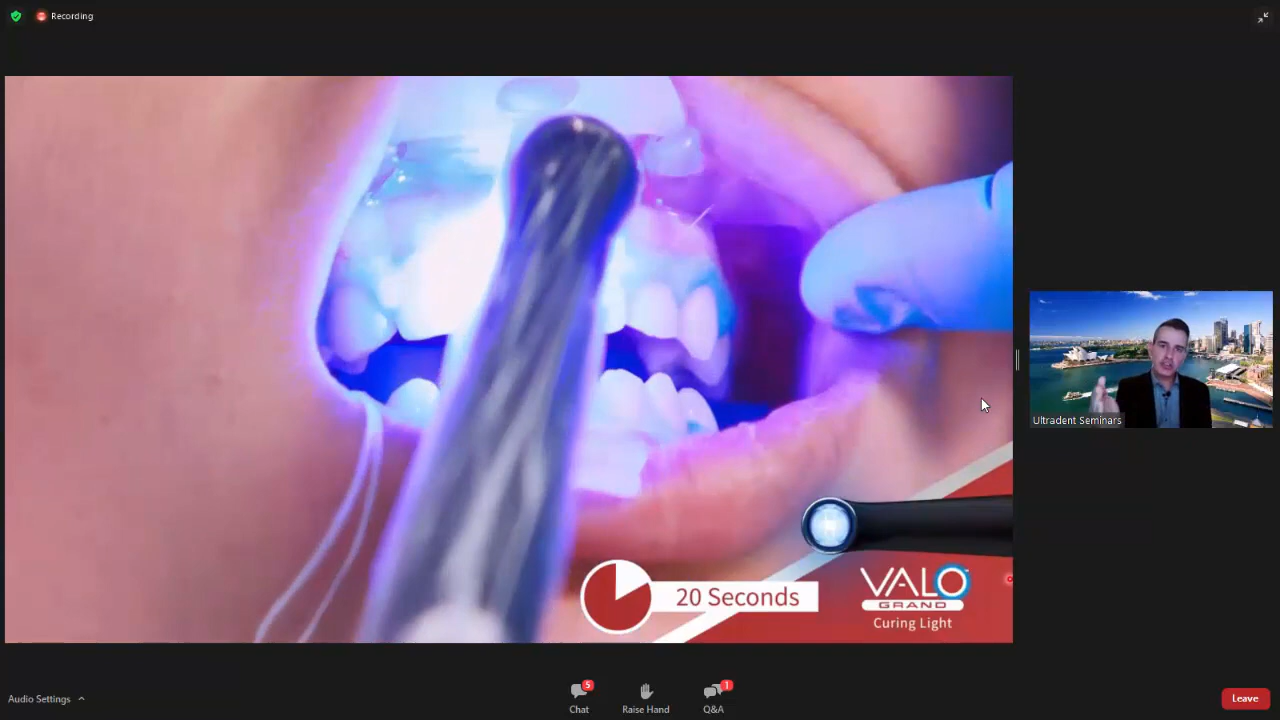 Recording
Ultradent Seminars
20 Seconds
VALO
GRAND
Curing Light
Audio Settings
5
Chat
Raise Hand
1
Q&A
Leave